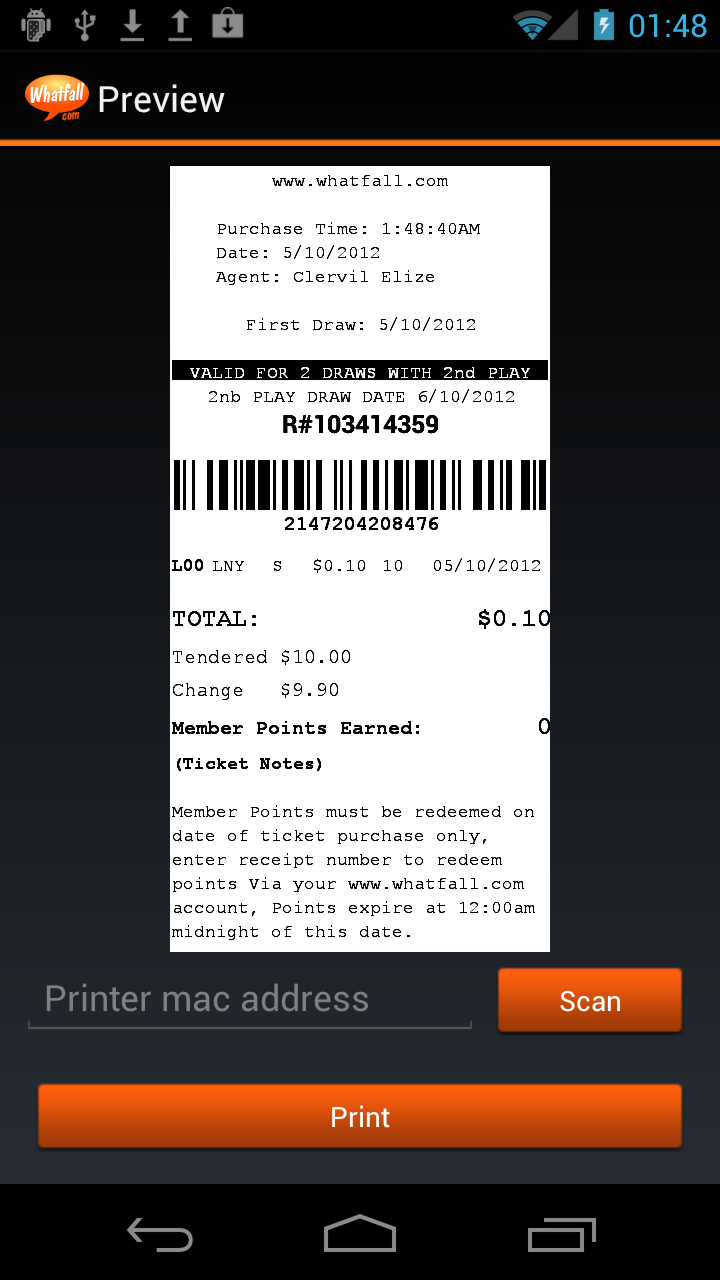 01:48
Whatfall
.com
Preview
www.whatfall.com
Purchase Time: 1:48:40AM
Date: 5/10/2012
Agent: Clervil Elize
First Draw: 5/10/2012
VALID FOR 2 DRAWS WITH 2nd PLAY
2nb PLAY DRAW DATE 6/10/2012
R#103414359
2147204208476
L00 LNY S $0.10 10 05/10/2012
TOTAL: $0.10
Tendered $10.00
Change $9.90
Member Points Earned: 0
(Ticket Notes)
Member Points must be redeemed on
date of ticket purchase only,
enter receipt number to redeem
points Via your www.whatfall.com
account, Points expire at 12:00am
midnight of this date.
Printer mac address
Scan
Print